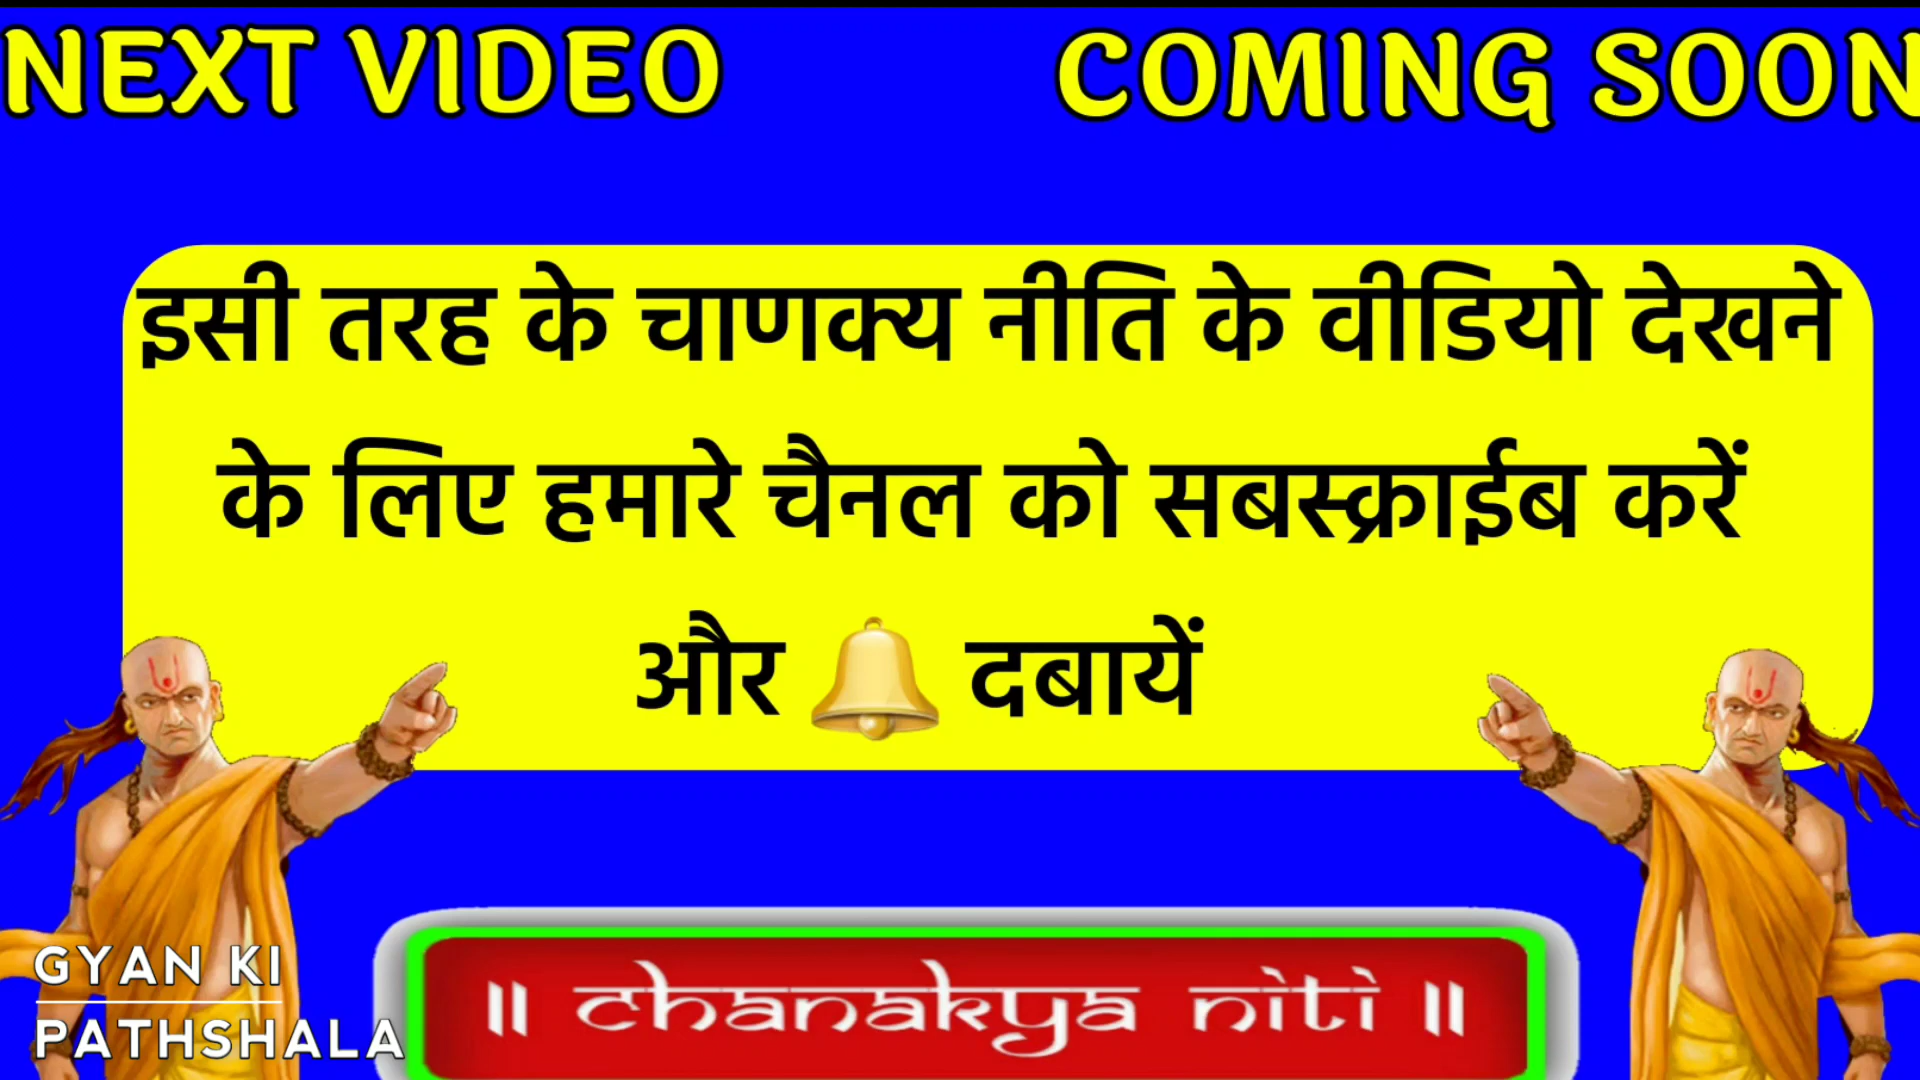 NEXT VIDEO COMING SOON
इसी तरह के चाणक्य नीति के वीडियो देखने
के लिए हमारे चैनल को सबस्क्राईब करें
और 🔔 दबायें
GYAN KI
PATHSHALA
॥ chanakya niti ॥